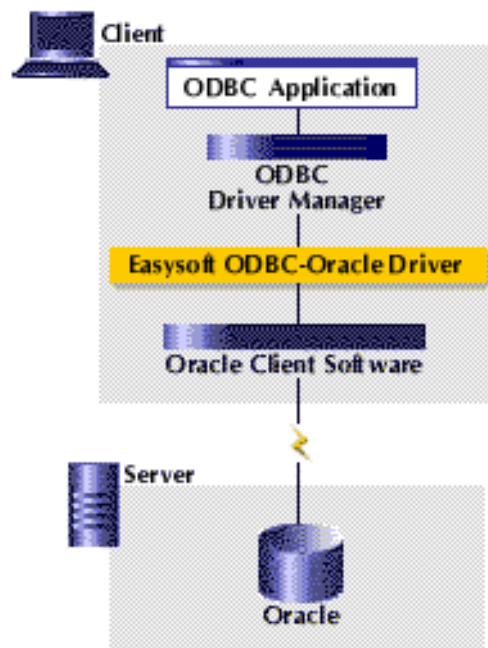 Client
ODBC Application
ODBC
Driver Manager
Easysoft ODBC-Oracle Driver
Oracle Client Software
Server
Oracle